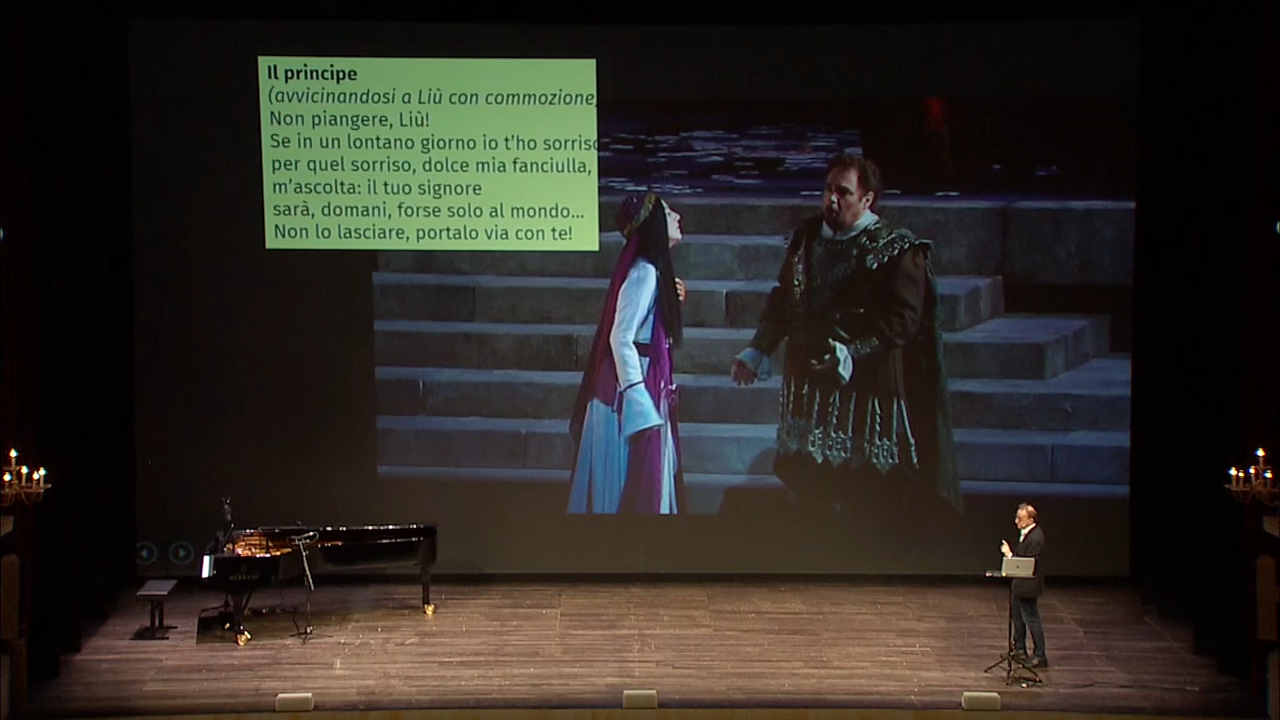 Il principe
(avvicinandosi a Liù con commozione,
Non piangere, Liù!
Se in un lontano giorno io t'ho sorriso
per quel sorriso, dolce mia fanciulla,
m'ascolta: il tuo signore
sarà, domani, forse solo al mondo...
Non lo lasciare, portalo via con te!